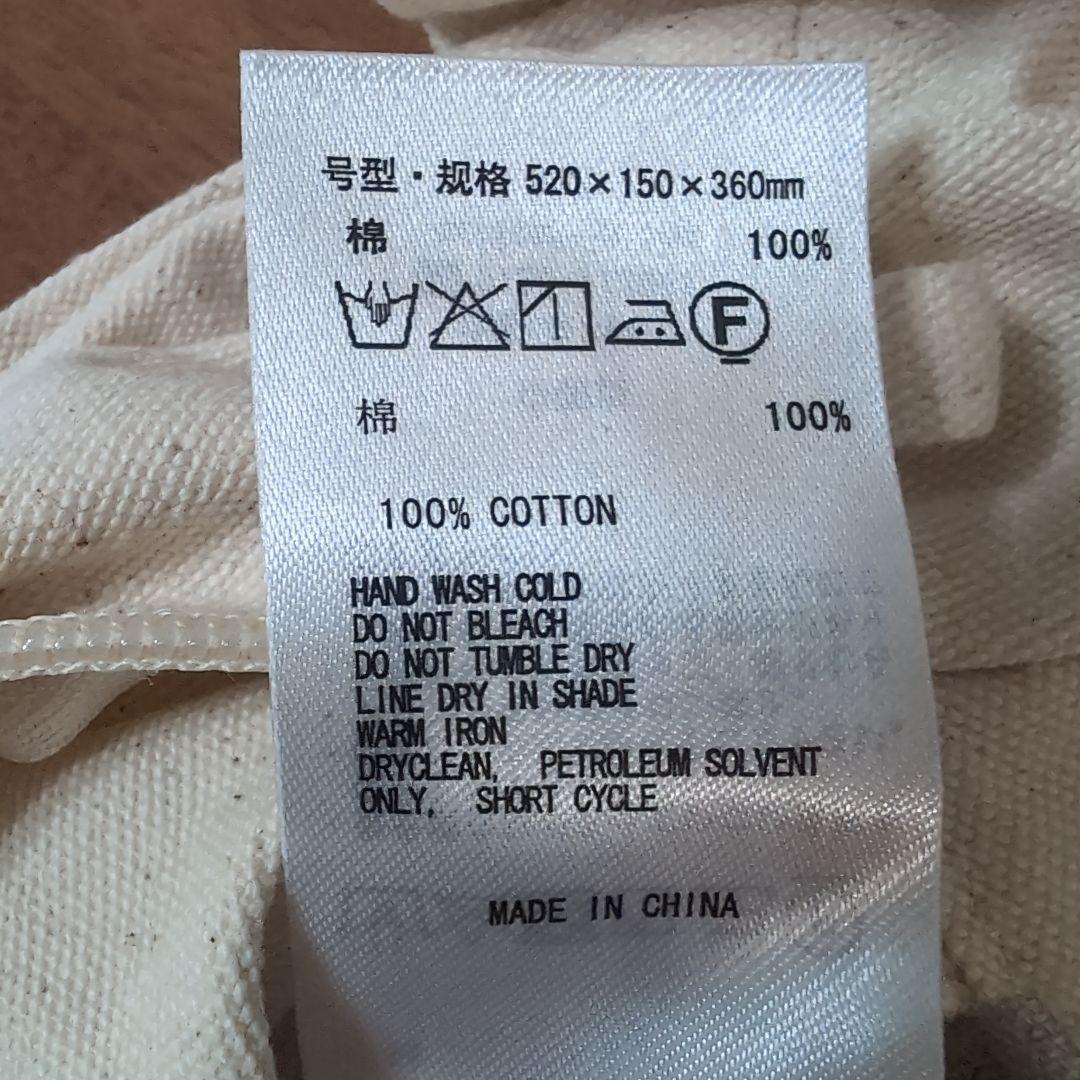 号型·规格 520×150×360mm
棉 100%
F
棉 100%
100% COTTON
HAND WASH COLD
DO NOT BLEACH
DO NOT TUMBLE DRY
LINE DRY IN SHADE
WARM IRON
DRYCLEAN, PETROLEUM SOLVENT
ONLY, SHORT CYCLE
MADE IN CHINA